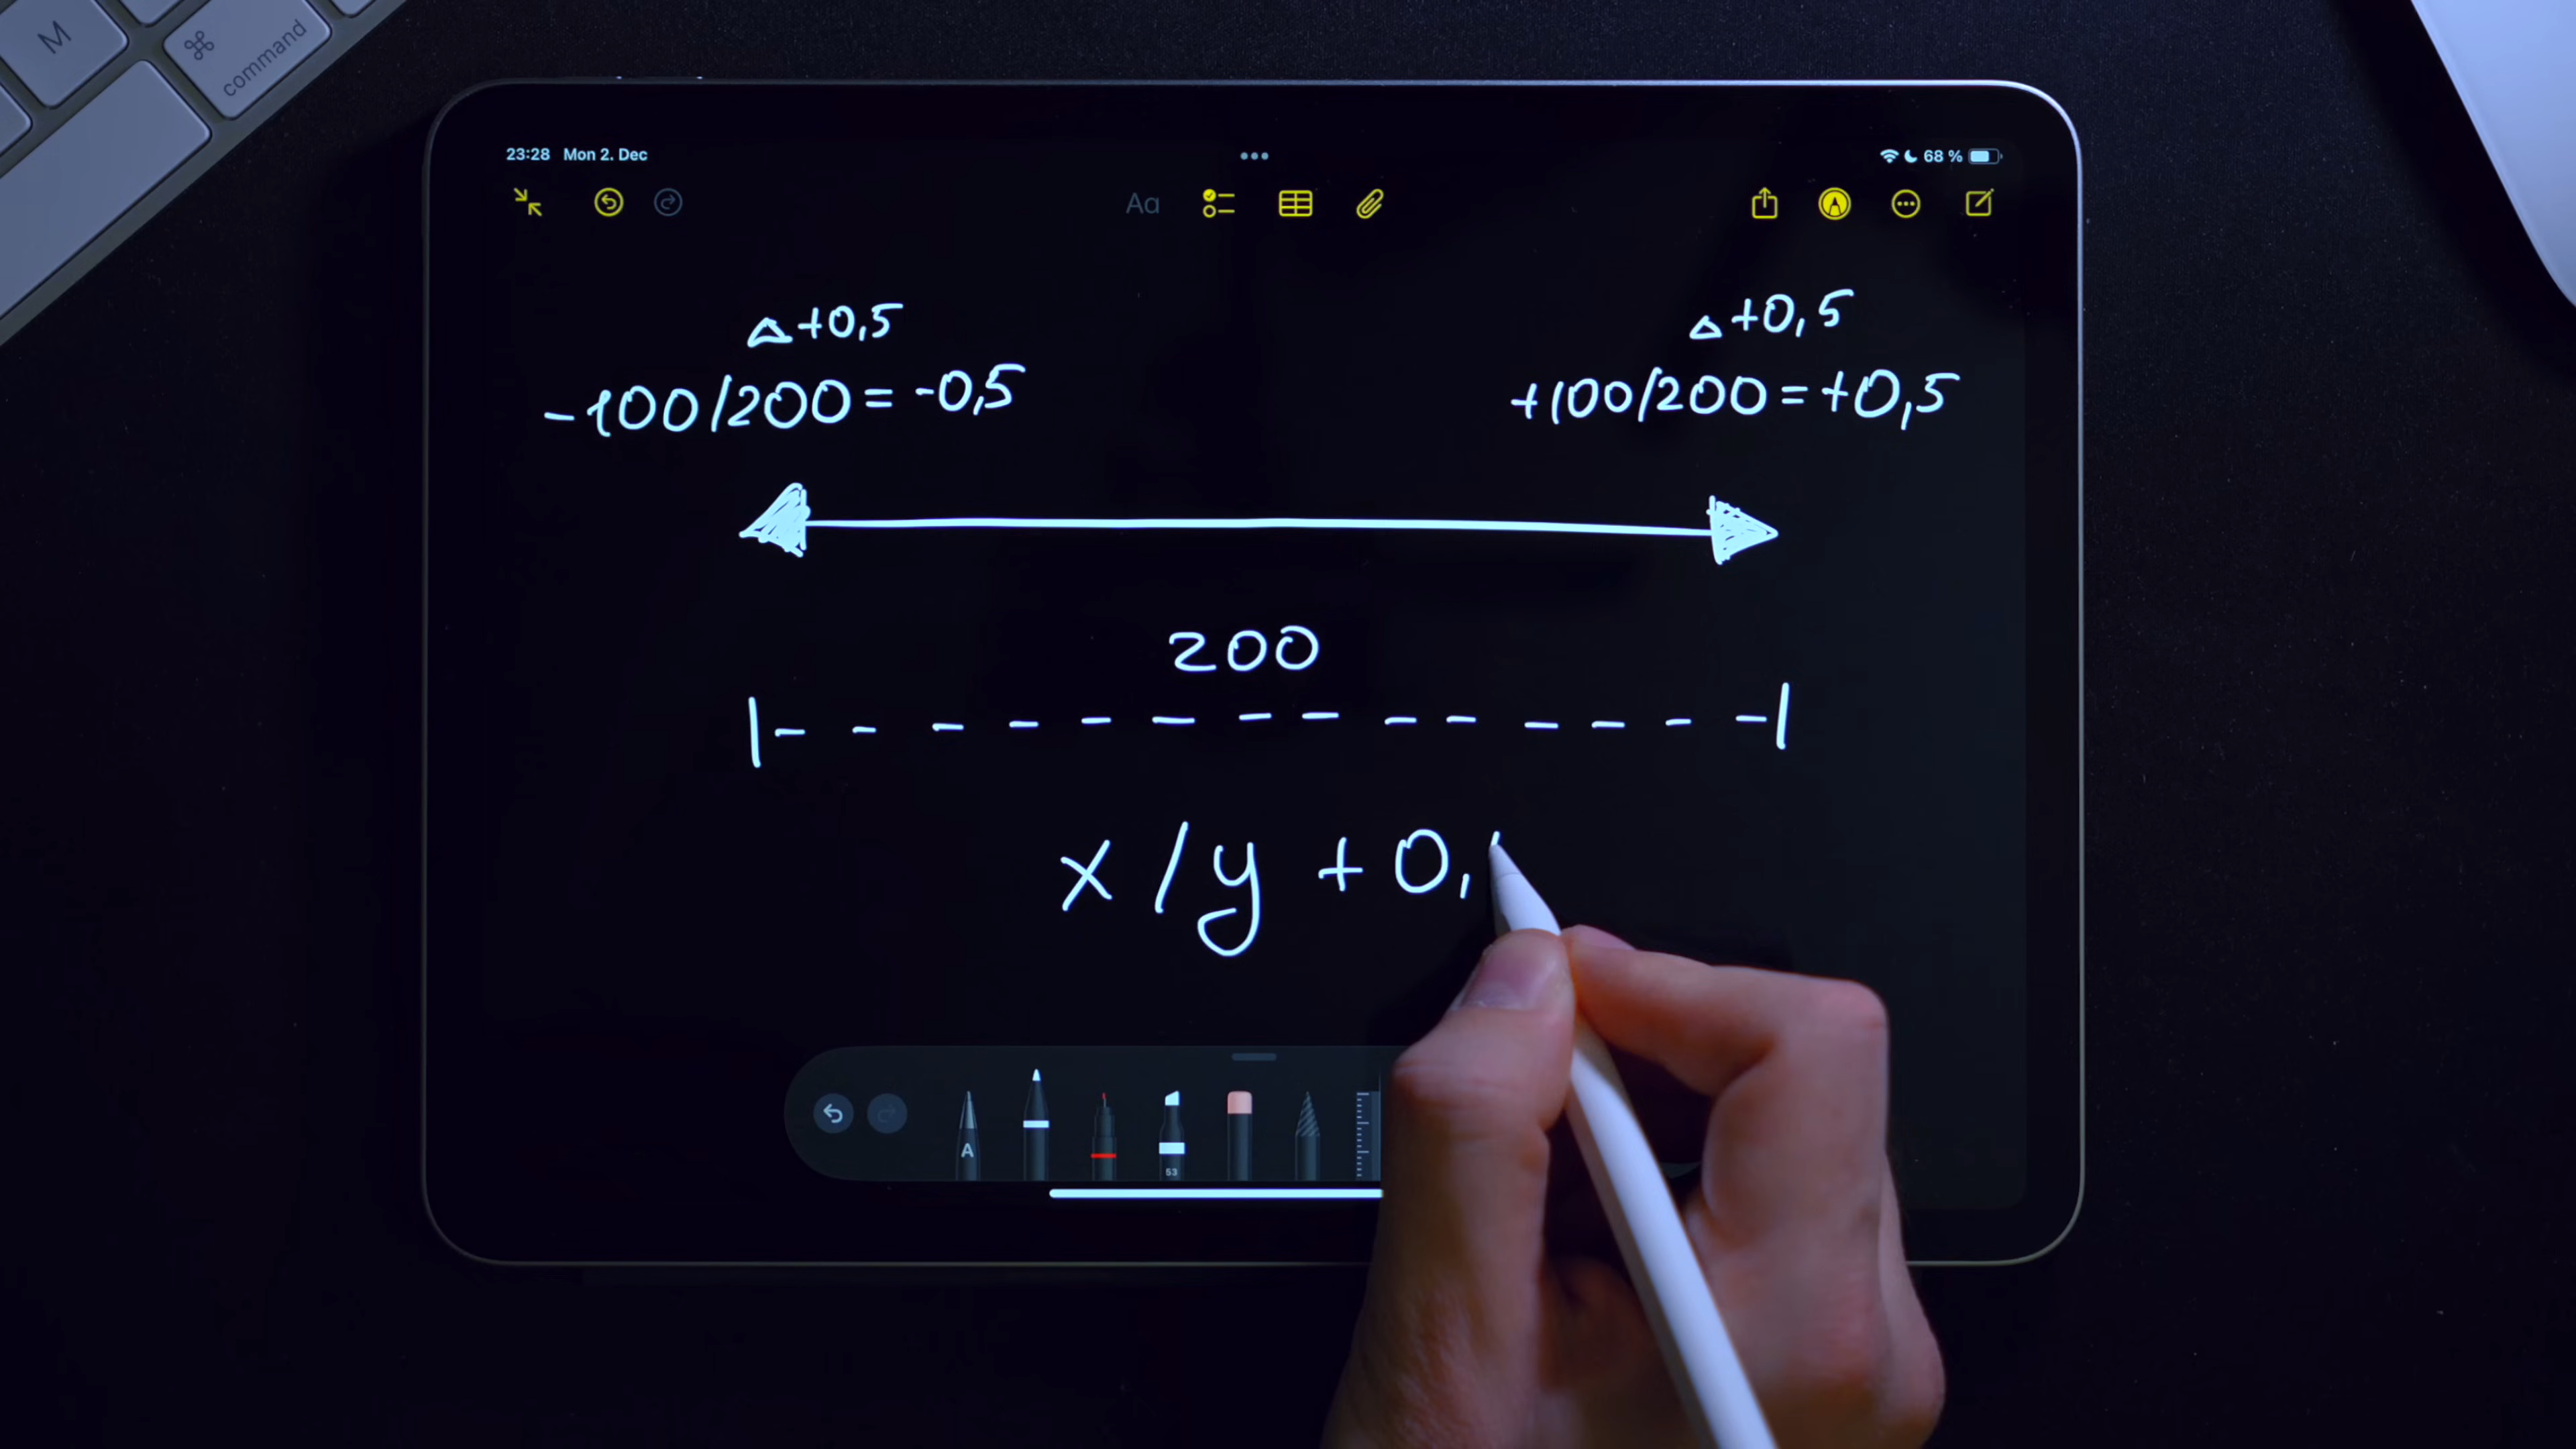 M
⌘
command
23:28 Mon 2. Dec
68 %
Aa
△+0,5
△+0,5
-100/200=-0,5
+100/200=+0,5
200
x/y+0,
A
53